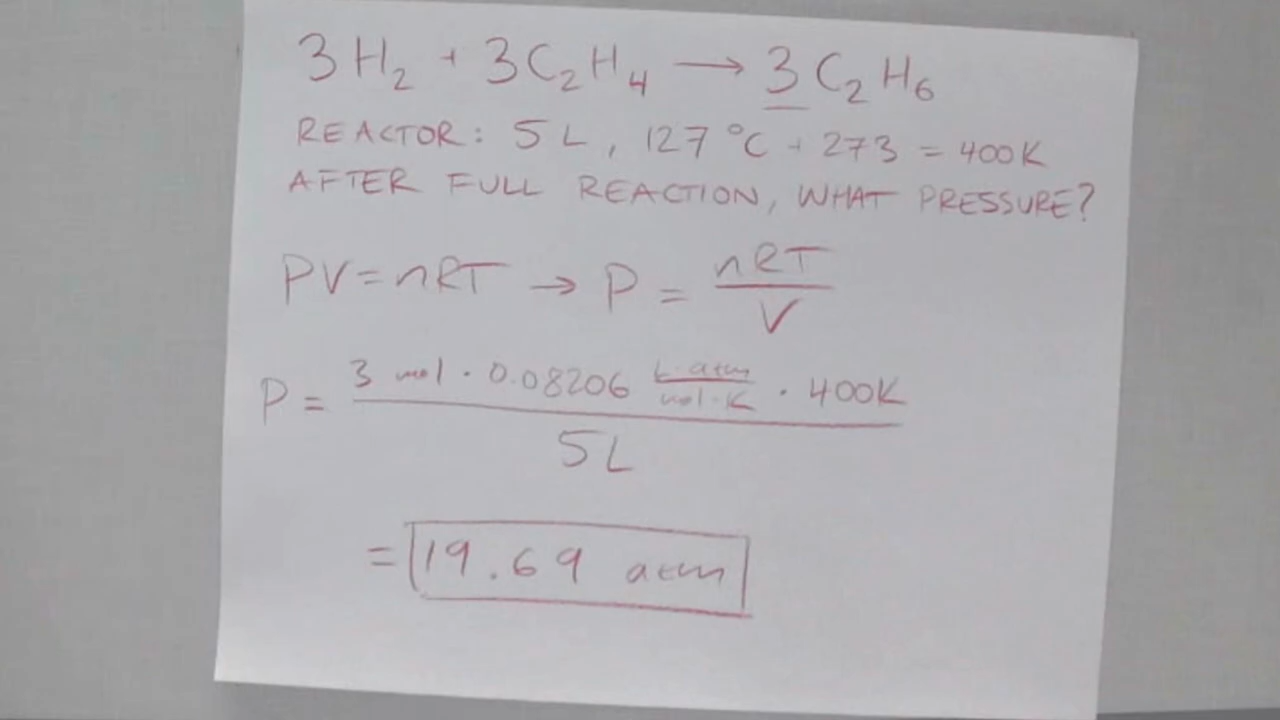 3H₂ + 3C₂H₄ → 3C₂H₆
REACTOR: 5L, 127°C + 273 = 400K
AFTER FULL REACTION, WHAT PRESSURE?
PV=nRT → P = nRT/V
P = 3 mol · 0.08206 L·atm/mol·K · 400K / 5L
= 19.69 atm